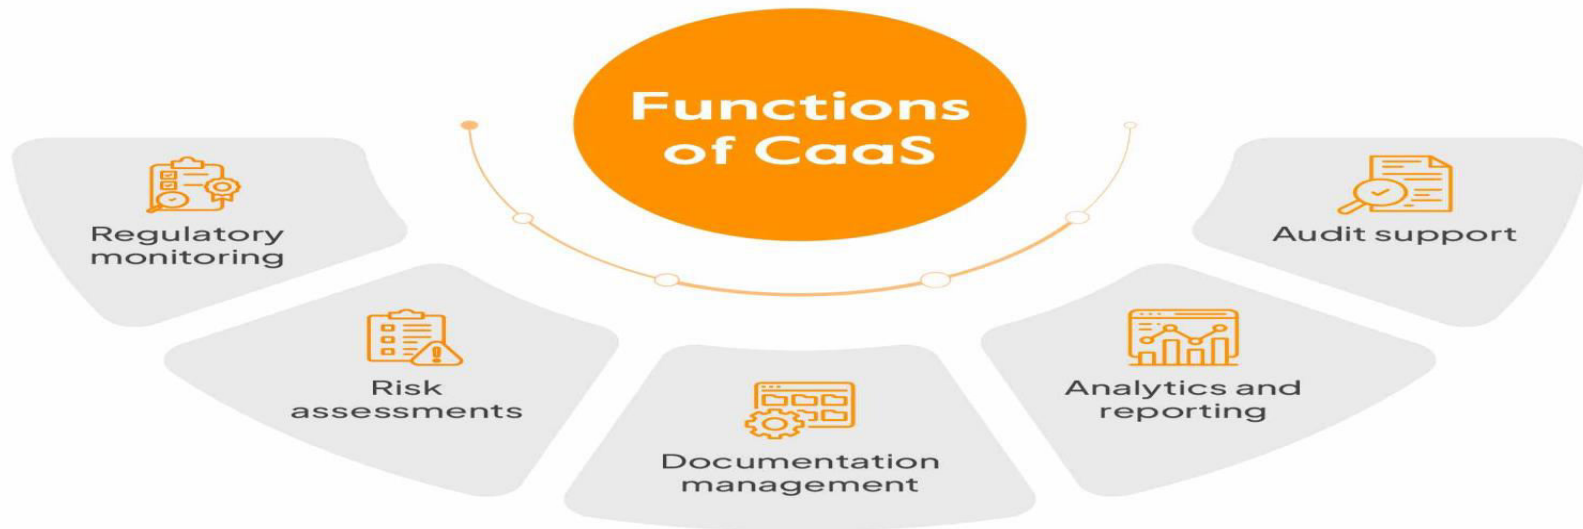 Functions
of CaaS
Regulatory
monitoring
Risk
assessments
Documentation
management
Analytics and
reporting
Audit support